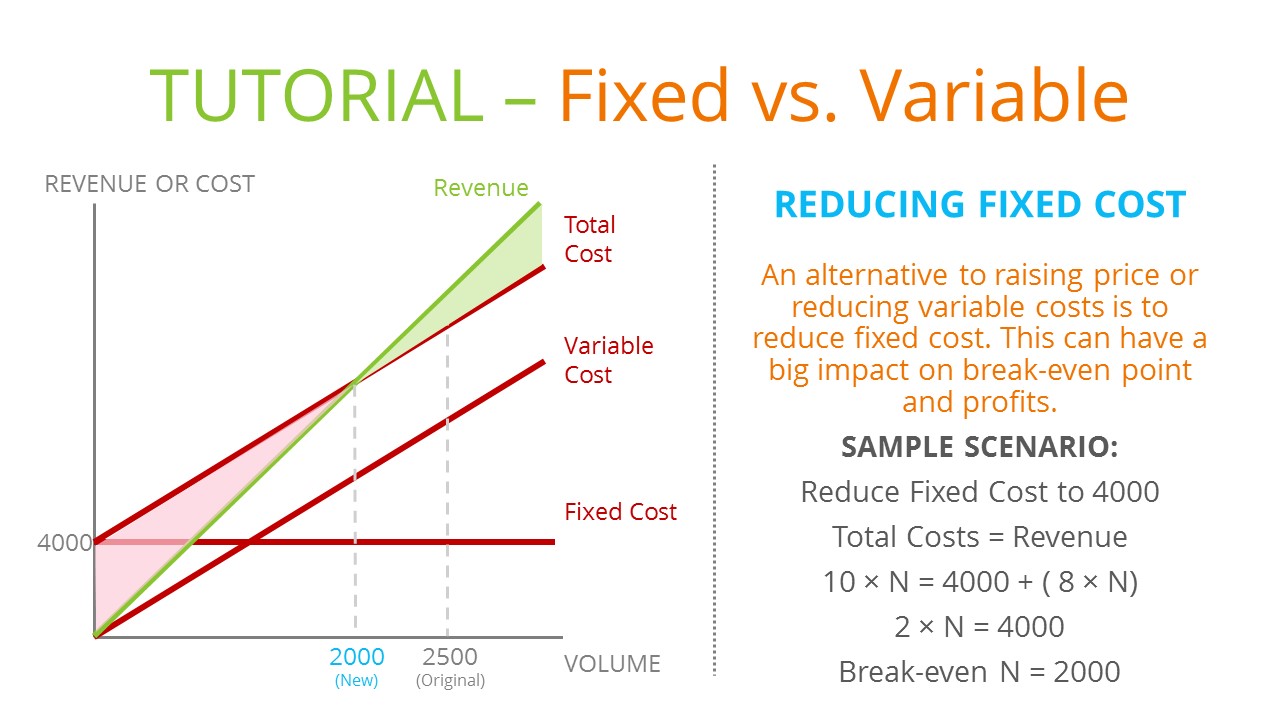 TUTORIAL – Fixed vs. Variable
REVENUE OR COST
Revenue
Total
Cost
Variable
Cost
Fixed Cost
4000
2000
(New)
2500
(Original)
VOLUME
REDUCING FIXED COST
An alternative to raising price or
reducing variable costs is to
reduce fixed cost. This can have a
big impact on break-even point
and profits.
SAMPLE SCENARIO:
Reduce Fixed Cost to 4000
Total Costs = Revenue
10 × N = 4000 + ( 8 × N)
2 × N = 4000
Break-even N = 2000